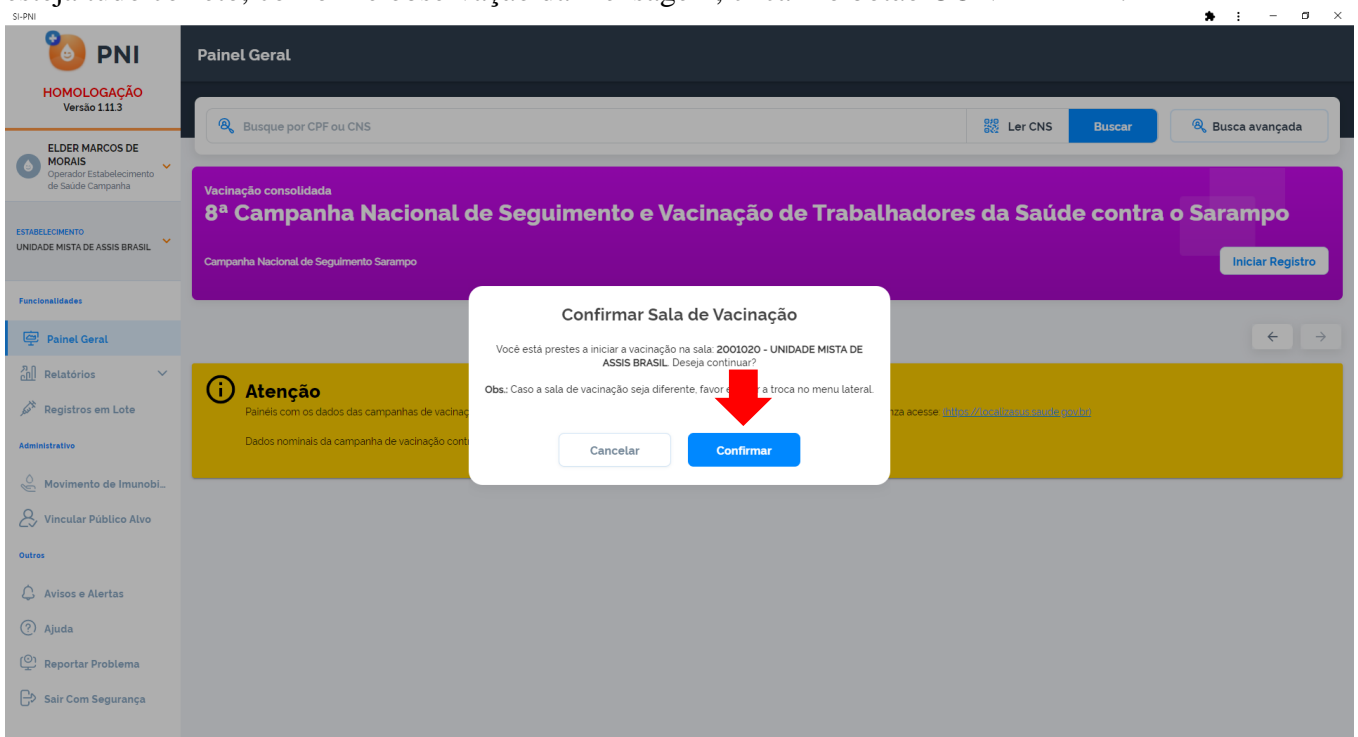 SI-PNI
PNI
HOMOLOGAÇÃO
Versão 1.11.3
ELDER MARCOS DE
MORAIS
Operador Estabelecimento
de Saúde Campanha
ESTABELECIMENTO
UNIDADE MISTA DE ASSIS BRASIL
Funcionalidades
Painel Geral
Relatórios
Registros em Lote
Administrativo
Movimento de Imunobi...
Vincular Público Alvo
Outros
Avisos e Alertas
Ajuda
Reportar Problema
Sair Com Segurança
Painel Geral
Busque por CPF ou CNS
Ler CNS
Buscar
Busca avançada
Vacinação consolidada
8ª Campanha Nacional de Seguimento e Vacinação de Trabalhadores da Saúde contra o Sarampo
Campanha Nacional de Seguimento Sarampo
Iniciar Registro
Confirmar Sala de Vacinação
Você está prestes a iniciar a vacinação na sala: 2001020 - UNIDADE MISTA DE
ASSIS BRASIL. Deseja continuar?
Obs.: Caso a sala de vacinação seja diferente, favor a troca no menu lateral.
Cancelar
Confirmar
Atenção
Painéis com os dados das campanhas de acesse: (https://localizasus.saude.gov.br)
Dados nominais da campanha de vacinação